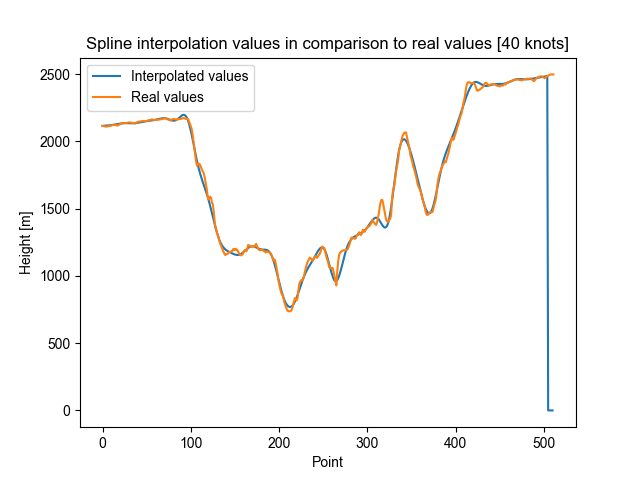 Spline interpolation values in comparison to real values [40 knots]
Interpolated values
Real values
2500
2000
1500
1000
500
0
Height [m]
0 100 200 300 400 500
Point